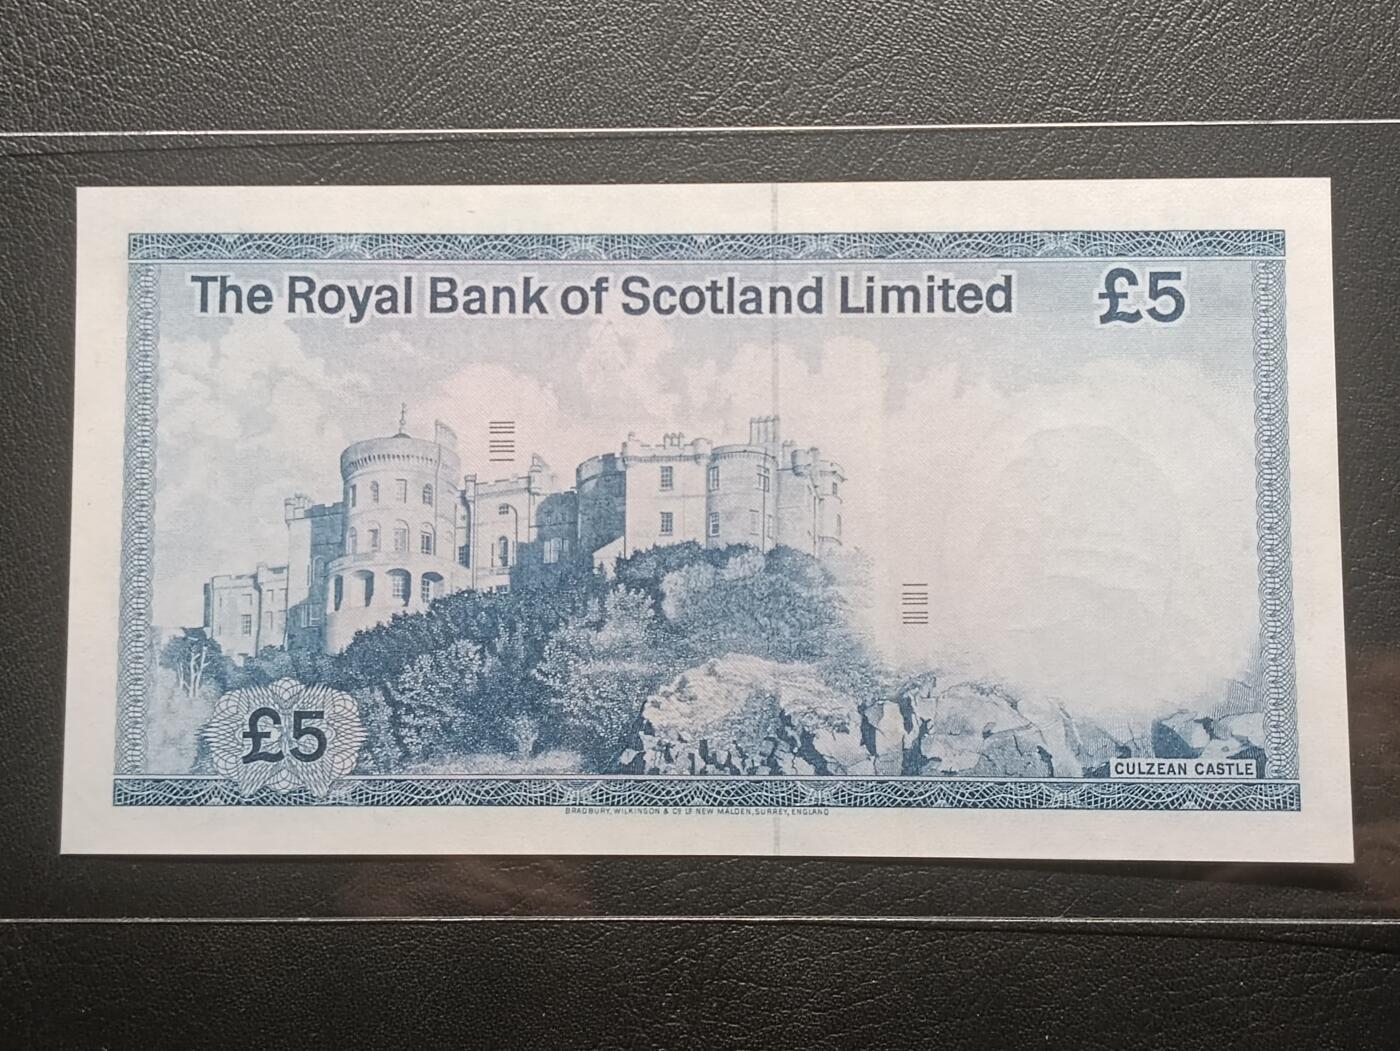 The Royal Bank of Scotland Limited £5
£5
CULZEAN CASTLE
BRADBURY, WILKINSON & Co Ld NEW MALDEN, SURREY, ENGLAND